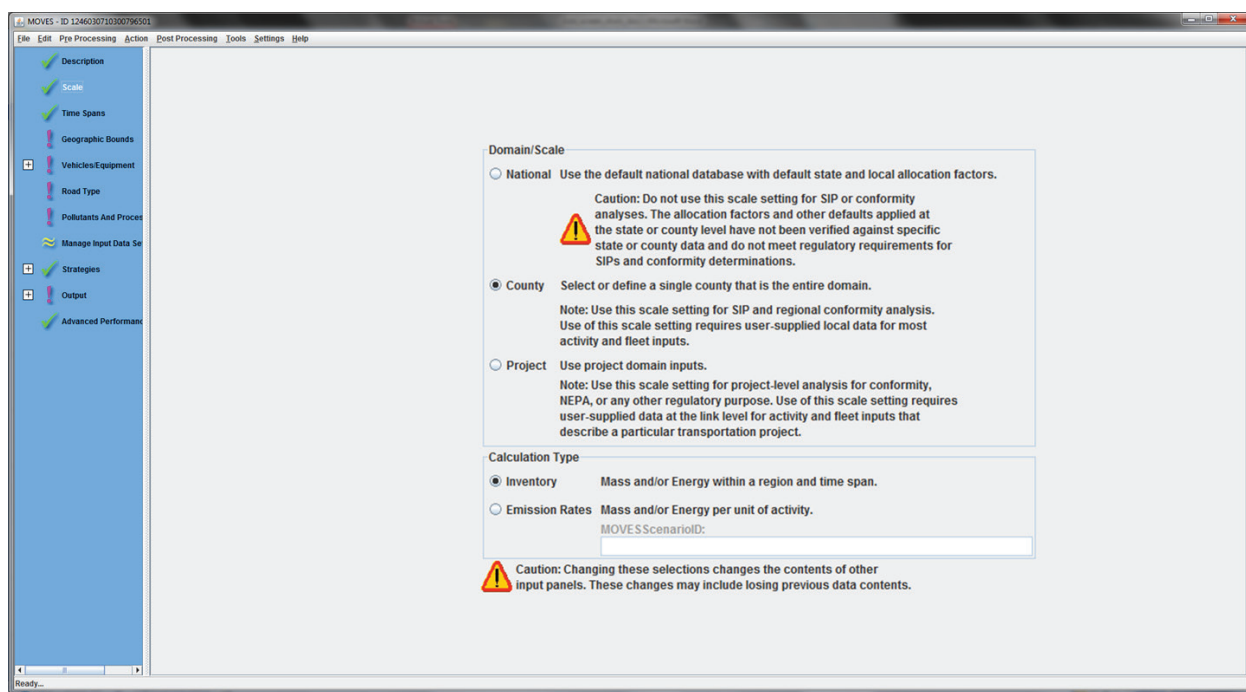 MOVES - ID 1246030710300796501
File Edit Pre Processing Action Post Processing Tools Settings Help
Description
Scale
Time Spans
Geographic Bounds
Vehicles/Equipment
Road Type
Pollutants And Proces
Manage Input Data Se
Strategies
Output
Advanced Performanc
Domain/Scale
National Use the default national database with default state and local allocation factors.
Caution: Do not use this scale setting for SIP or conformity
analyses. The allocation factors and other defaults applied at
the state or county level have not been verified against specific
state or county data and do not meet regulatory requirements for
SIPs and conformity determinations.
County Select or define a single county that is the entire domain.
Note: Use this scale setting for SIP and regional conformity analysis.
Use of this scale setting requires user-supplied local data for most
activity and fleet inputs.
Project Use project domain inputs.
Note: Use this scale setting for project-level analysis for conformity,
NEPA, or any other regulatory purpose. Use of this scale setting requires
user-supplied data at the link level for activity and fleet inputs that
describe a particular transportation project.
Calculation Type
Inventory Mass and/or Energy within a region and time span.
Emission Rates Mass and/or Energy per unit of activity.
MOVESScenarioID:
Caution: Changing these selections changes the contents of other
input panels. These changes may include losing previous data contents.
Ready...